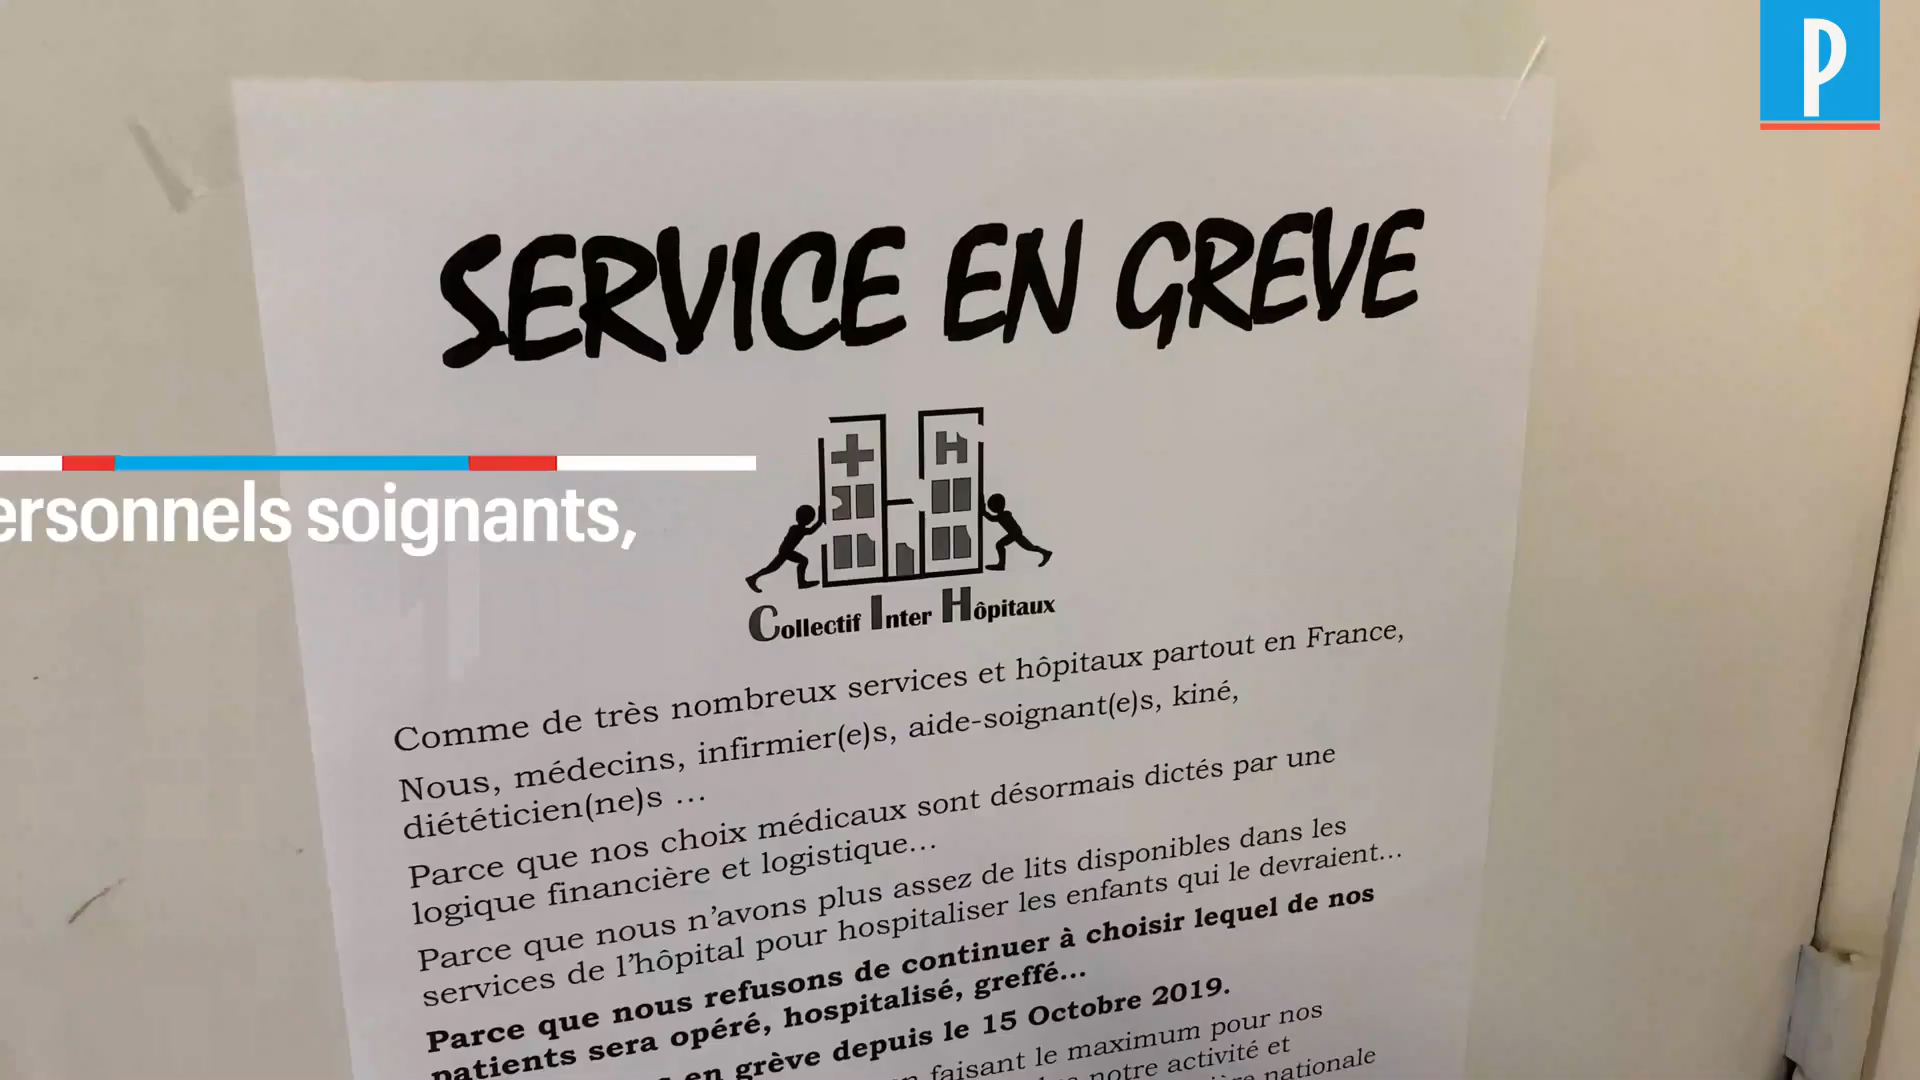 P
SERVICE EN GREVE
H
ersonnels soignants,
Collectif Inter Hôpitaux
Comme de très nombreux services et hôpitaux partout en France,
Nous, médecins, infirmier(e)s, aide-soignant(e)s, kiné,
diététicien(ne)s ...
Parce que nos choix médicaux sont désormais dictés par une
logique financière et logistique...
Parce que nous n'avons plus assez de lits disponibles dans les
services de l'hôpital pour hospitaliser les enfants qui le devraient...
Parce que nous refusons de continuer à choisir lequel de nos
patients sera opéré, hospitalisé, greffé...
en grève depuis le 15 Octobre 2019.
faisant le maximum pour nos
notre activité et
nationale